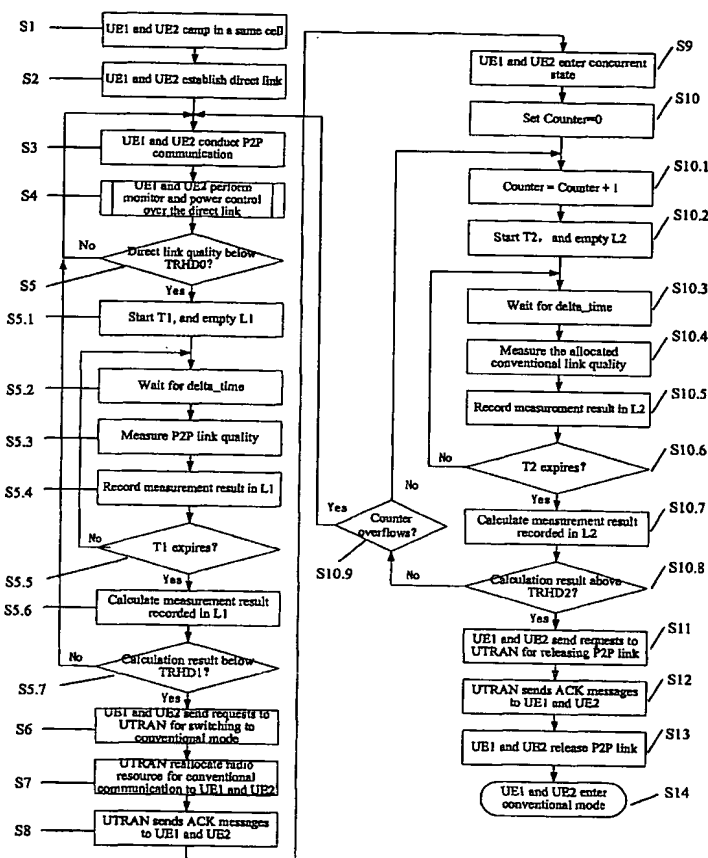 S1
UE1 and UE2 camp in a same cell
S2
UE1 and UE2 establish direct link
S3
UE1 and UE2 conduct P2P
communication
S4
UE1 and UE2 perform
monitor and power control
over the direct link
No
Direct link quality below
TRHD0?
S5
Yes
S5.1
Start T1, and empty L1
S5.2
Wait for delta_time
S5.3
Measure P2P link quality
S5.4
Record measurement result in L1
No
T1 expires?
S5.5
Yes
S5.6
Calculate measurement result
recorded in L1
No
Calculation result below
TRHD1?
S5.7
Yes
S6
UE1 and UE2 send requests to
UTRAN for switching to
conventional mode
S7
UTRAN reallocate radio
resource for conventional
communication to UE1 and UE2
S8
UTRAN sends ACK messages
to UE1 and UE2
S9
UE1 and UE2 enter concurrent
state
S10
Set Counter=0
S10.1
Counter = Counter + 1
S10.2
Start T2, and empty L2
S10.3
Wait for delta_time
S10.4
Measure the allocated
conventional link quality
S10.5
Record measurement result in L2
S10.6
No
T2 expires?
Yes
S10.7
Calculate measurement result
recorded in L2
S10.8
Calculation result above
TRHD2?
No
Yes
No
Yes
Counter
overflows?
S10.9
S11
UE1 and UE2 send requests to
UTRAN for releasing P2P link
S12
UTRAN sends ACK messages
to UE1 and UE2
S13
UE1 and UE2 release P2P link
S14
UE1 and UE2 enter
conventional mode